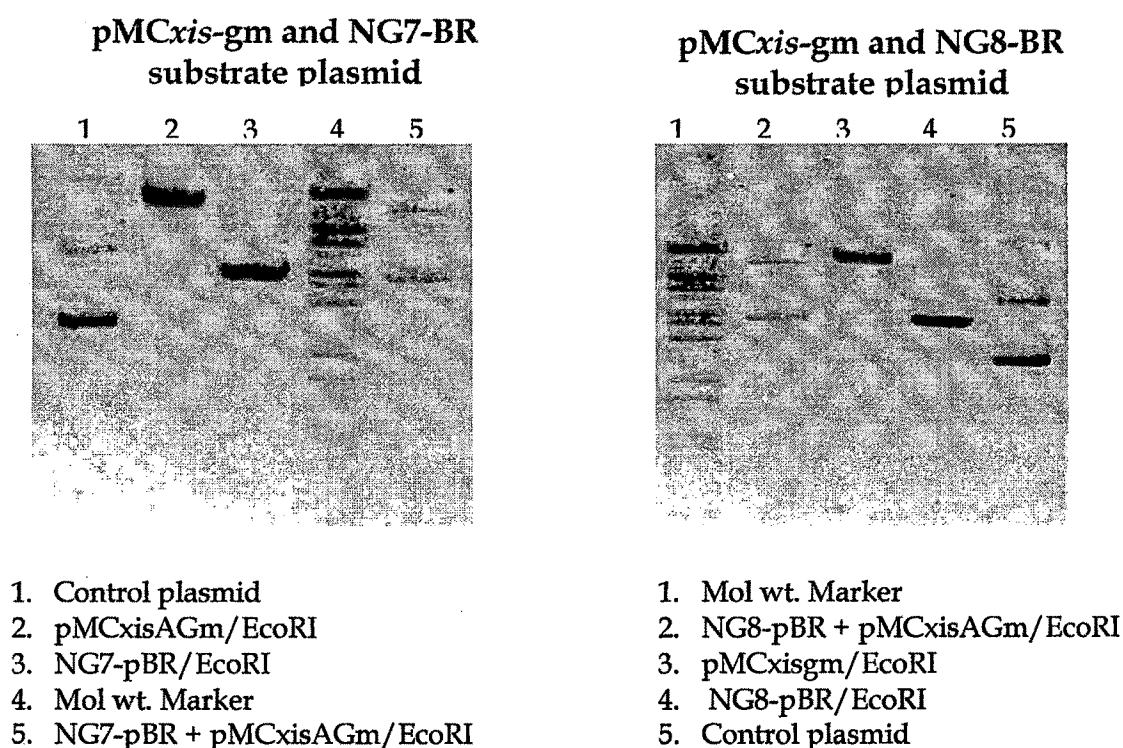 pMCxis-gm and NG7-BR
substrate plasmid
1 2 3 4 5
1. Control plasmid
2. pMCxisAGm/EcoRI
3. NG7-pBR/EcoRI
4. Mol wt. Marker
5. NG7-pBR + pMCxisAGm/EcoRI
pMCxis-gm and NG8-BR
substrate plasmid
1 2 3 4 5
1. Mol wt. Marker
2. NG8-pBR + pMCxisAGm/EcoRI
3. pMCxisgm/EcoRI
4. NG8-pBR/EcoRI
5. Control plasmid